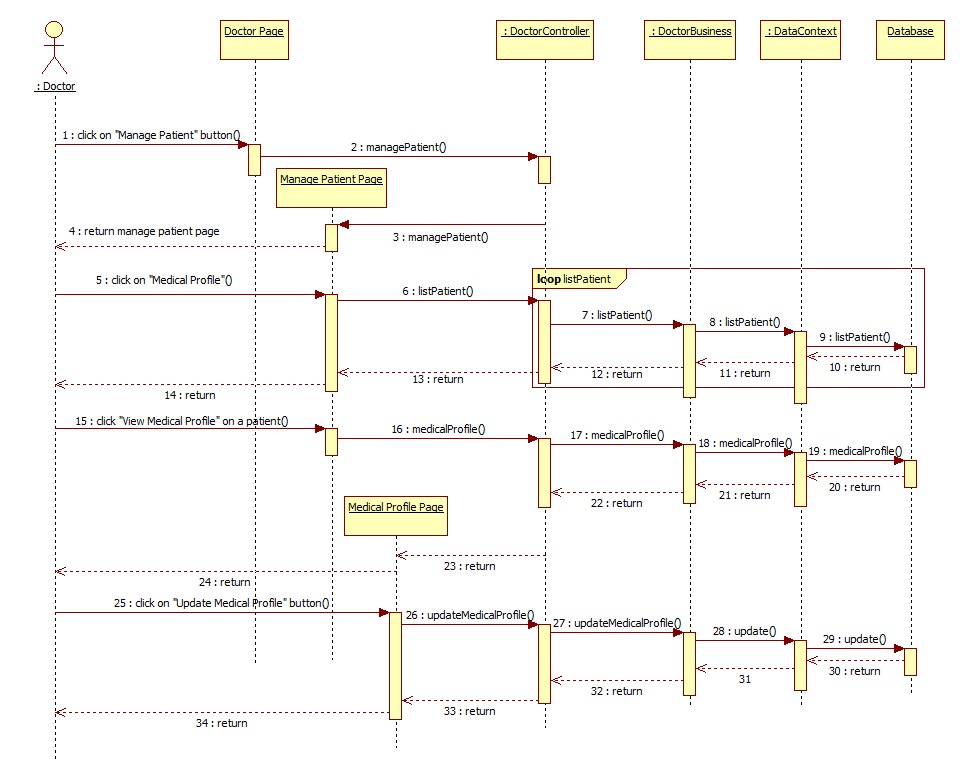 Doctor Page
: DoctorController
: DoctorBusiness
: DataContext
Database
: Doctor
1 : click on "Manage Patient" button()
2 : managePatient()
Manage Patient Page
3 : managePatient()
4 : return manage patient page
5 : click on "Medical Profile"()
loop listPatient
6 : listPatient()
7 : listPatient()
8 : listPatient()
9 : listPatient()
10 : return
11 : return
12 : return
13 : return
14 : return
15 : click "View Medical Profile" on a patient()
16 : medicalProfile()
17 : medicalProfile()
18 : medicalProfile()
19 : medicalProfile()
20 : return
21 : return
22 : return
Medical Profile Page
23 : return
24 : return
25 : click on "Update Medical Profile" button()
26 : updateMedicalProfile()
27 : updateMedicalProfile()
28 : update()
29 : update()
30 : return
31
32 : return
33 : return
34 : return